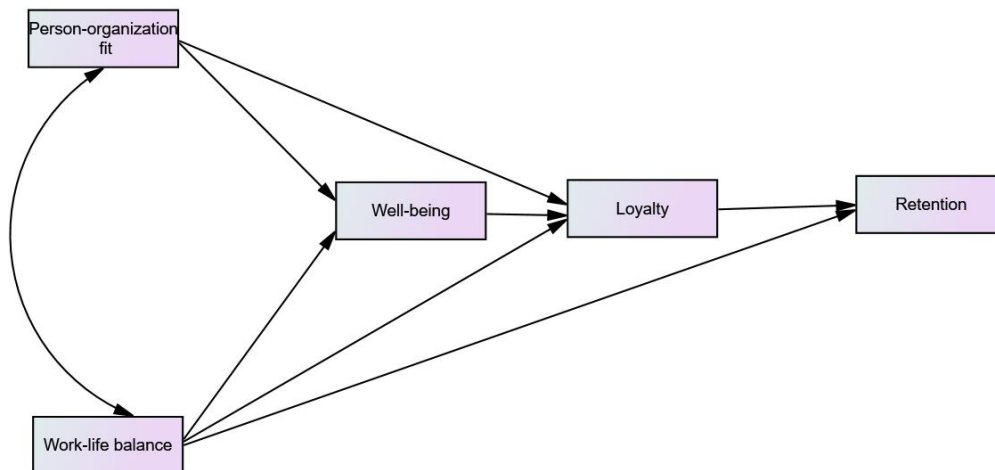 Person-organization
fit
Well-being
Loyalty
Retention
Work-life balance